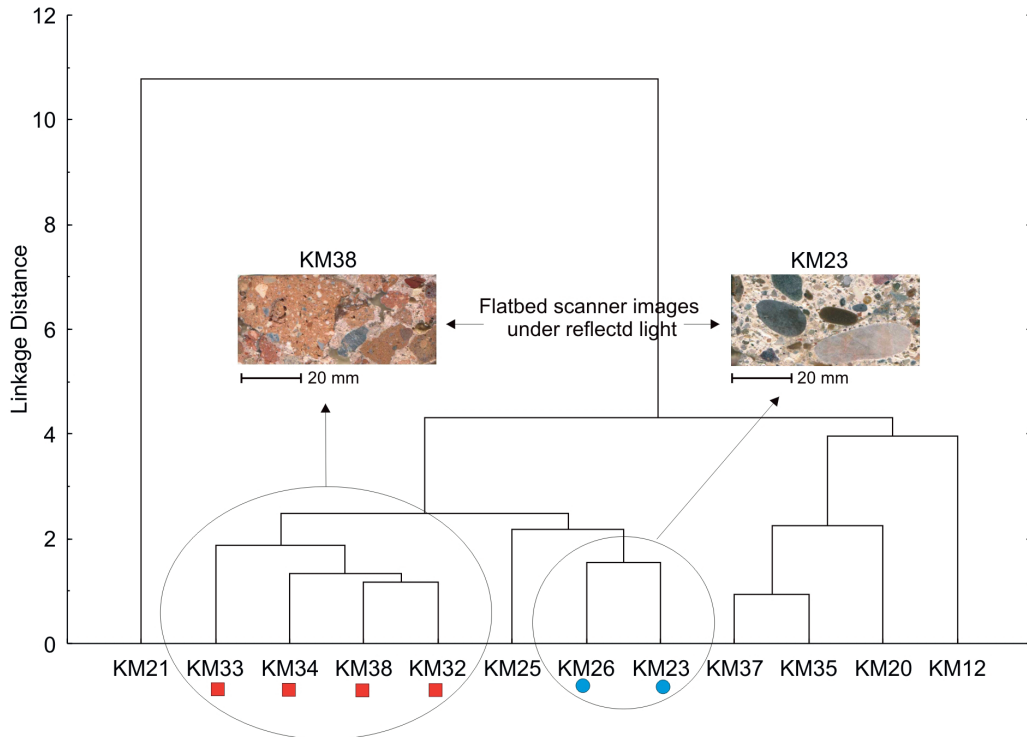 12
10
8
6
4
2
0
Linkage Distance
KM38
KM23
Flatbed scanner images
under reflectd light
20 mm
20 mm
KM21
KM33
KM34
KM38
KM32
KM25
KM26
KM23
KM37
KM35
KM20
KM12